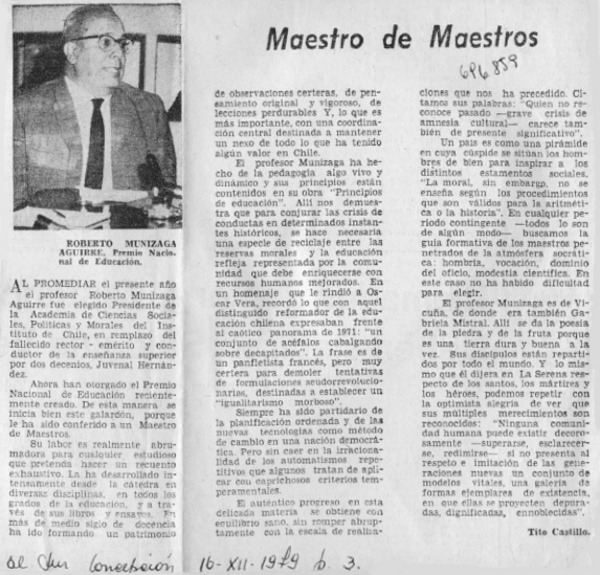 Maestro de Maestros
696859
ROBERTO MUNIZAGA
AGUIRRE, Premio Nacio-
nal de Educación.
AL PROMEDIAR el presente año
el profesor Roberto Munizaga
Aguirre fue elegido Presidente de
la Academia de Ciencias Socia-
les, Políticas y Morales del Ins-
tituto de Chile, en remplazo del
fallecido rector - emérito y con-
ductor de la enseñanza superior
por dos decenios, Juvenal Hernán-
dez.
Ahora han otorgado el Premio
Nacional de Educación reciente-
mente creado. De esta manera se
inicia bien este galardón, porque
le ha sido conferido a un Maestro
de Maestros.
Su labor es realmente abru-
madora para cualquier estudioso
que pretenda hacer un recuento
exhaustivo. La ha desarrollado in-
tensamente desde la cátedra en
diversas disciplinas, en todos los
grados de la educación, y a tra-
vés de sus libros y ensayos. En
más de medio siglo de docencia
ha ido formando un patrimonio
de observaciones certeras, de pen-
samiento original y vigoroso, de
lecciones perdurables Y, lo que es
más importante, con una coordina-
ción central destinada a mantener
un nexo de todo lo que ha tenido
algún valor en Chile.
El profesor Munizaga ha he-
cho de la pedagogía algo vivo y
dinámico y sus principios están
contenidos en su obra "Principios
de educación". Allí nos demues-
tra que para conjurar las crisis de
conductas en determinados instan-
tes históricos, se hace necesaria
una especie de reciclaje entre las
reservas morales y la educación
refleja representada por la comu-
nidad que debe enriquecerse con
recursos humanos mejorados. En
un homenaje que le rindió a Os-
car Vera, recordó lo que con aquel
distinguido reformador de la edu-
cación chilena expresaban frente
al caótico panorama de 1971: "un
conjunto de acéfalos cabalgando
sobre decapitados". La frase es de
un panfletista francés, pero muy
certera para demoler tentativas
de formulaciones seudorrevolucio-
narias, destinadas a establecer un
"igualitarismo morboso".
Siempre ha sido partidario de
la planificación ordenada y de las
nuevas tecnologías como método
de cambio en una nación democrá-
tica. Pero sin caer en la irraciona-
lidad de los automatismos repeti-
tivos que algunos tratan de apli-
car con caprichosos criterios tem-
peramentales.
El auténtico progreso en esta
delicada materia se obtiene con
equilibrio sano, sin romper abrup-
tamente con la escala de realiza-
ciones que nos ha precedido. Ci-
tamos sus palabras: "Quien no re-
conoce pasado —grave crisis de
amnesia cultural— carece tam-
bién de presente significativo".
Un país es como una pirámide
en cuya cúspide se sitúan los hom-
bres de bien para inspirar a los
distintos estamentos sociales.
"La moral, sin embargo, no se
enseña según los procedimientos
que son válidos para la aritméti-
ca o la historia". En cualquier pe-
ríodo contingente —todos lo son
de algún modo— buscamos la
guía formativa de los maestros pe-
netrados de la atmósfera socrá-
tica: hombría, vocación, dominio
del oficio, modestia científica. En
este caso no ha habido dificultad
para elegir.
El profesor Munizaga es de Vi-
cuña, de donde era también Ga-
briela Mistral. Allí se da la poesía
de la piedra y de la fruta porque
es una tierra dura y buena a la
vez. Sus discípulos están reparti-
dos por todo el mundo. Y lo mis-
mo que él dijera en La Serena res-
pecto de los santos, los mártires y
los héroes, podemos repetir con
la optimista alegría de ver que
sus múltiples merecimientos son
reconocidos: "Ninguna comuni-
dad humana puede existir decoro-
samente —superarse, esclarecer-
se, redimirse— si no presenta al
respeto e imitación de las gene-
raciones nuevas un conjunto de
modelos vitales, una galería de
formas ejemplares de existencia,
en que ellas se proyecten depura-
das, dignificadas, ennoblecidas".
Tito Castillo.
El Sur Concepción 16-XII-1979 p. 3.